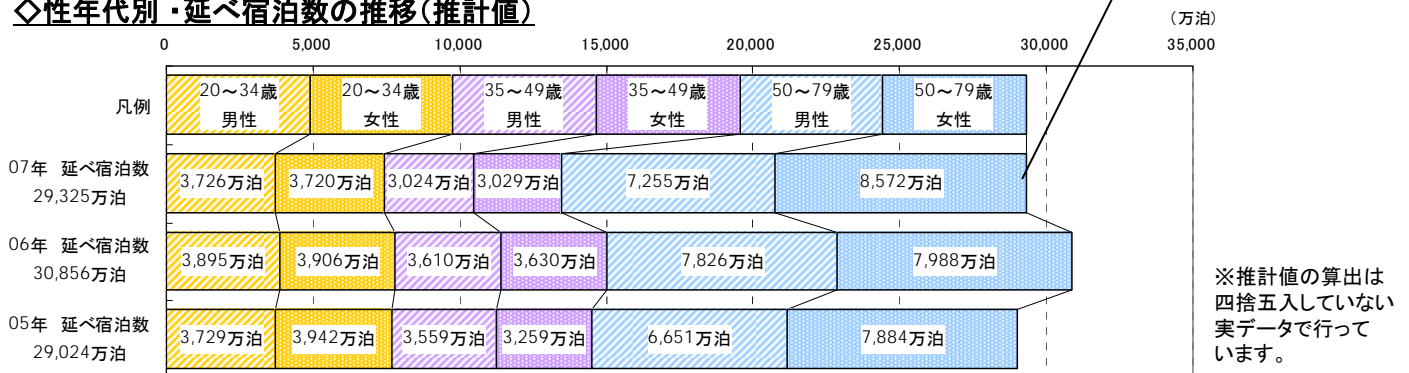 ◇性年代別・延べ宿泊数の推移(推計値)
(万泊)
0 5,000 10,000 15,000 20,000 25,000 30,000 35,000
凡例
20〜34歳
男性
20〜34歳
女性
35〜49歳
男性
35〜49歳
女性
50〜79歳
男性
50〜79歳
女性
07年 延べ宿泊数
29,325万泊
3,726万泊 3,720万泊 3,024万泊 3,029万泊 7,255万泊 8,572万泊
06年 延べ宿泊数
30,856万泊
3,895万泊 3,906万泊 3,610万泊 3,630万泊 7,826万泊 7,988万泊
05年 延べ宿泊数
29,024万泊
3,729万泊 3,942万泊 3,559万泊 3,259万泊 6,651万泊 7,884万泊
※推計値の算出は
四捨五入していない
実データで行って
います。